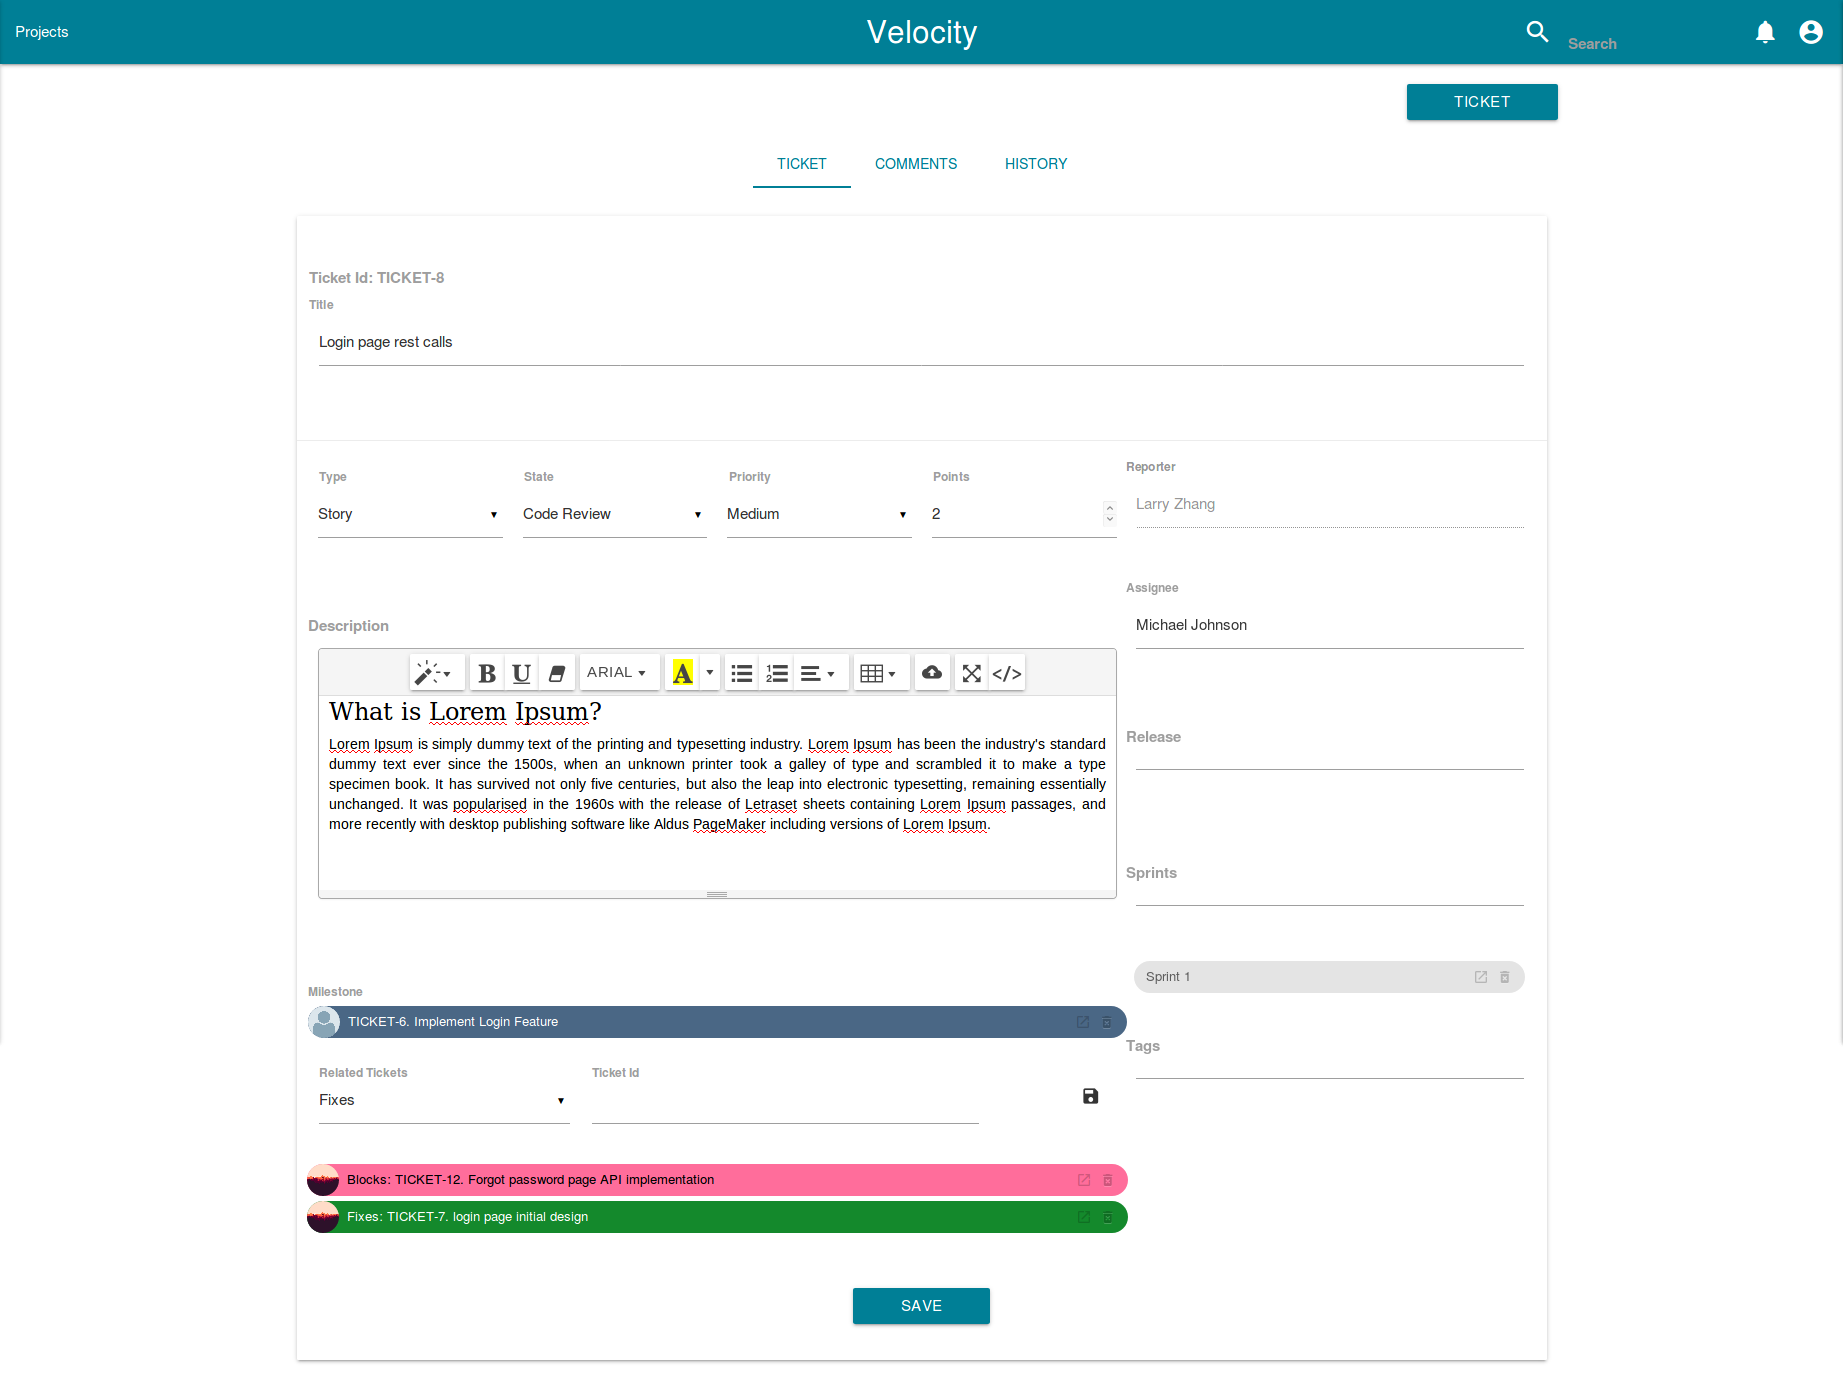 Projects
Velocity
Search
TICKET
TICKET COMMENTS HISTORY
Ticket Id: TICKET-8
Title
Login page rest calls
Type State Priority Points
Story Code Review Medium 2
Reporter
Larry Zhang
Assignee
Michael Johnson
Description
ARIAL
What is Lorem Ipsum?
Lorem Ipsum is simply dummy text of the printing and typesetting industry. Lorem Ipsum has been the industry's standard
dummy text ever since the 1500s, when an unknown printer took a galley of type and scrambled it to make a type
specimen book. It has survived not only five centuries, but also the leap into electronic typesetting, remaining essentially
unchanged. It was popularised in the 1960s with the release of Letraset sheets containing Lorem Ipsum passages, and
more recently with desktop publishing software like Aldus PageMaker including versions of Lorem Ipsum.
Release
Sprints
Sprint 1
Tags
Milestone
TICKET-6. Implement Login Feature
Related Tickets Ticket Id
Fixes
Blocks: TICKET-12. Forgot password page API implementation
Fixes: TICKET-7. login page initial design
SAVE